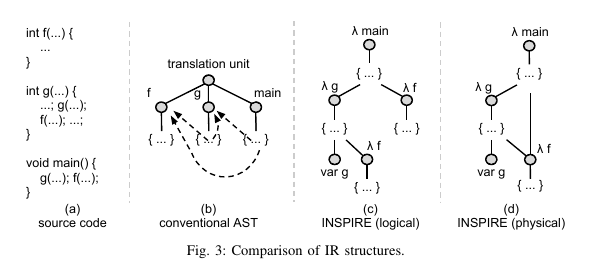 int f(...) {
...
}
int g(...) {
...; g(...);
f(...); ...;
}
void main() {
g(...); f(...);
}
(a)
source code
translation unit
f
g
main
{ ... }
{ ... }
{ ... }
(b)
conventional AST
λ main
{ ... }
λ g
λ f
{ ... }
{ ... }
λ f
var g
{ ... }
(c)
INSPIRE (logical)
λ main
{ ... }
λ g
{ ... }
λ f
var g
{ ... }
(d)
INSPIRE (physical)
Fig. 3: Comparison of IR structures.